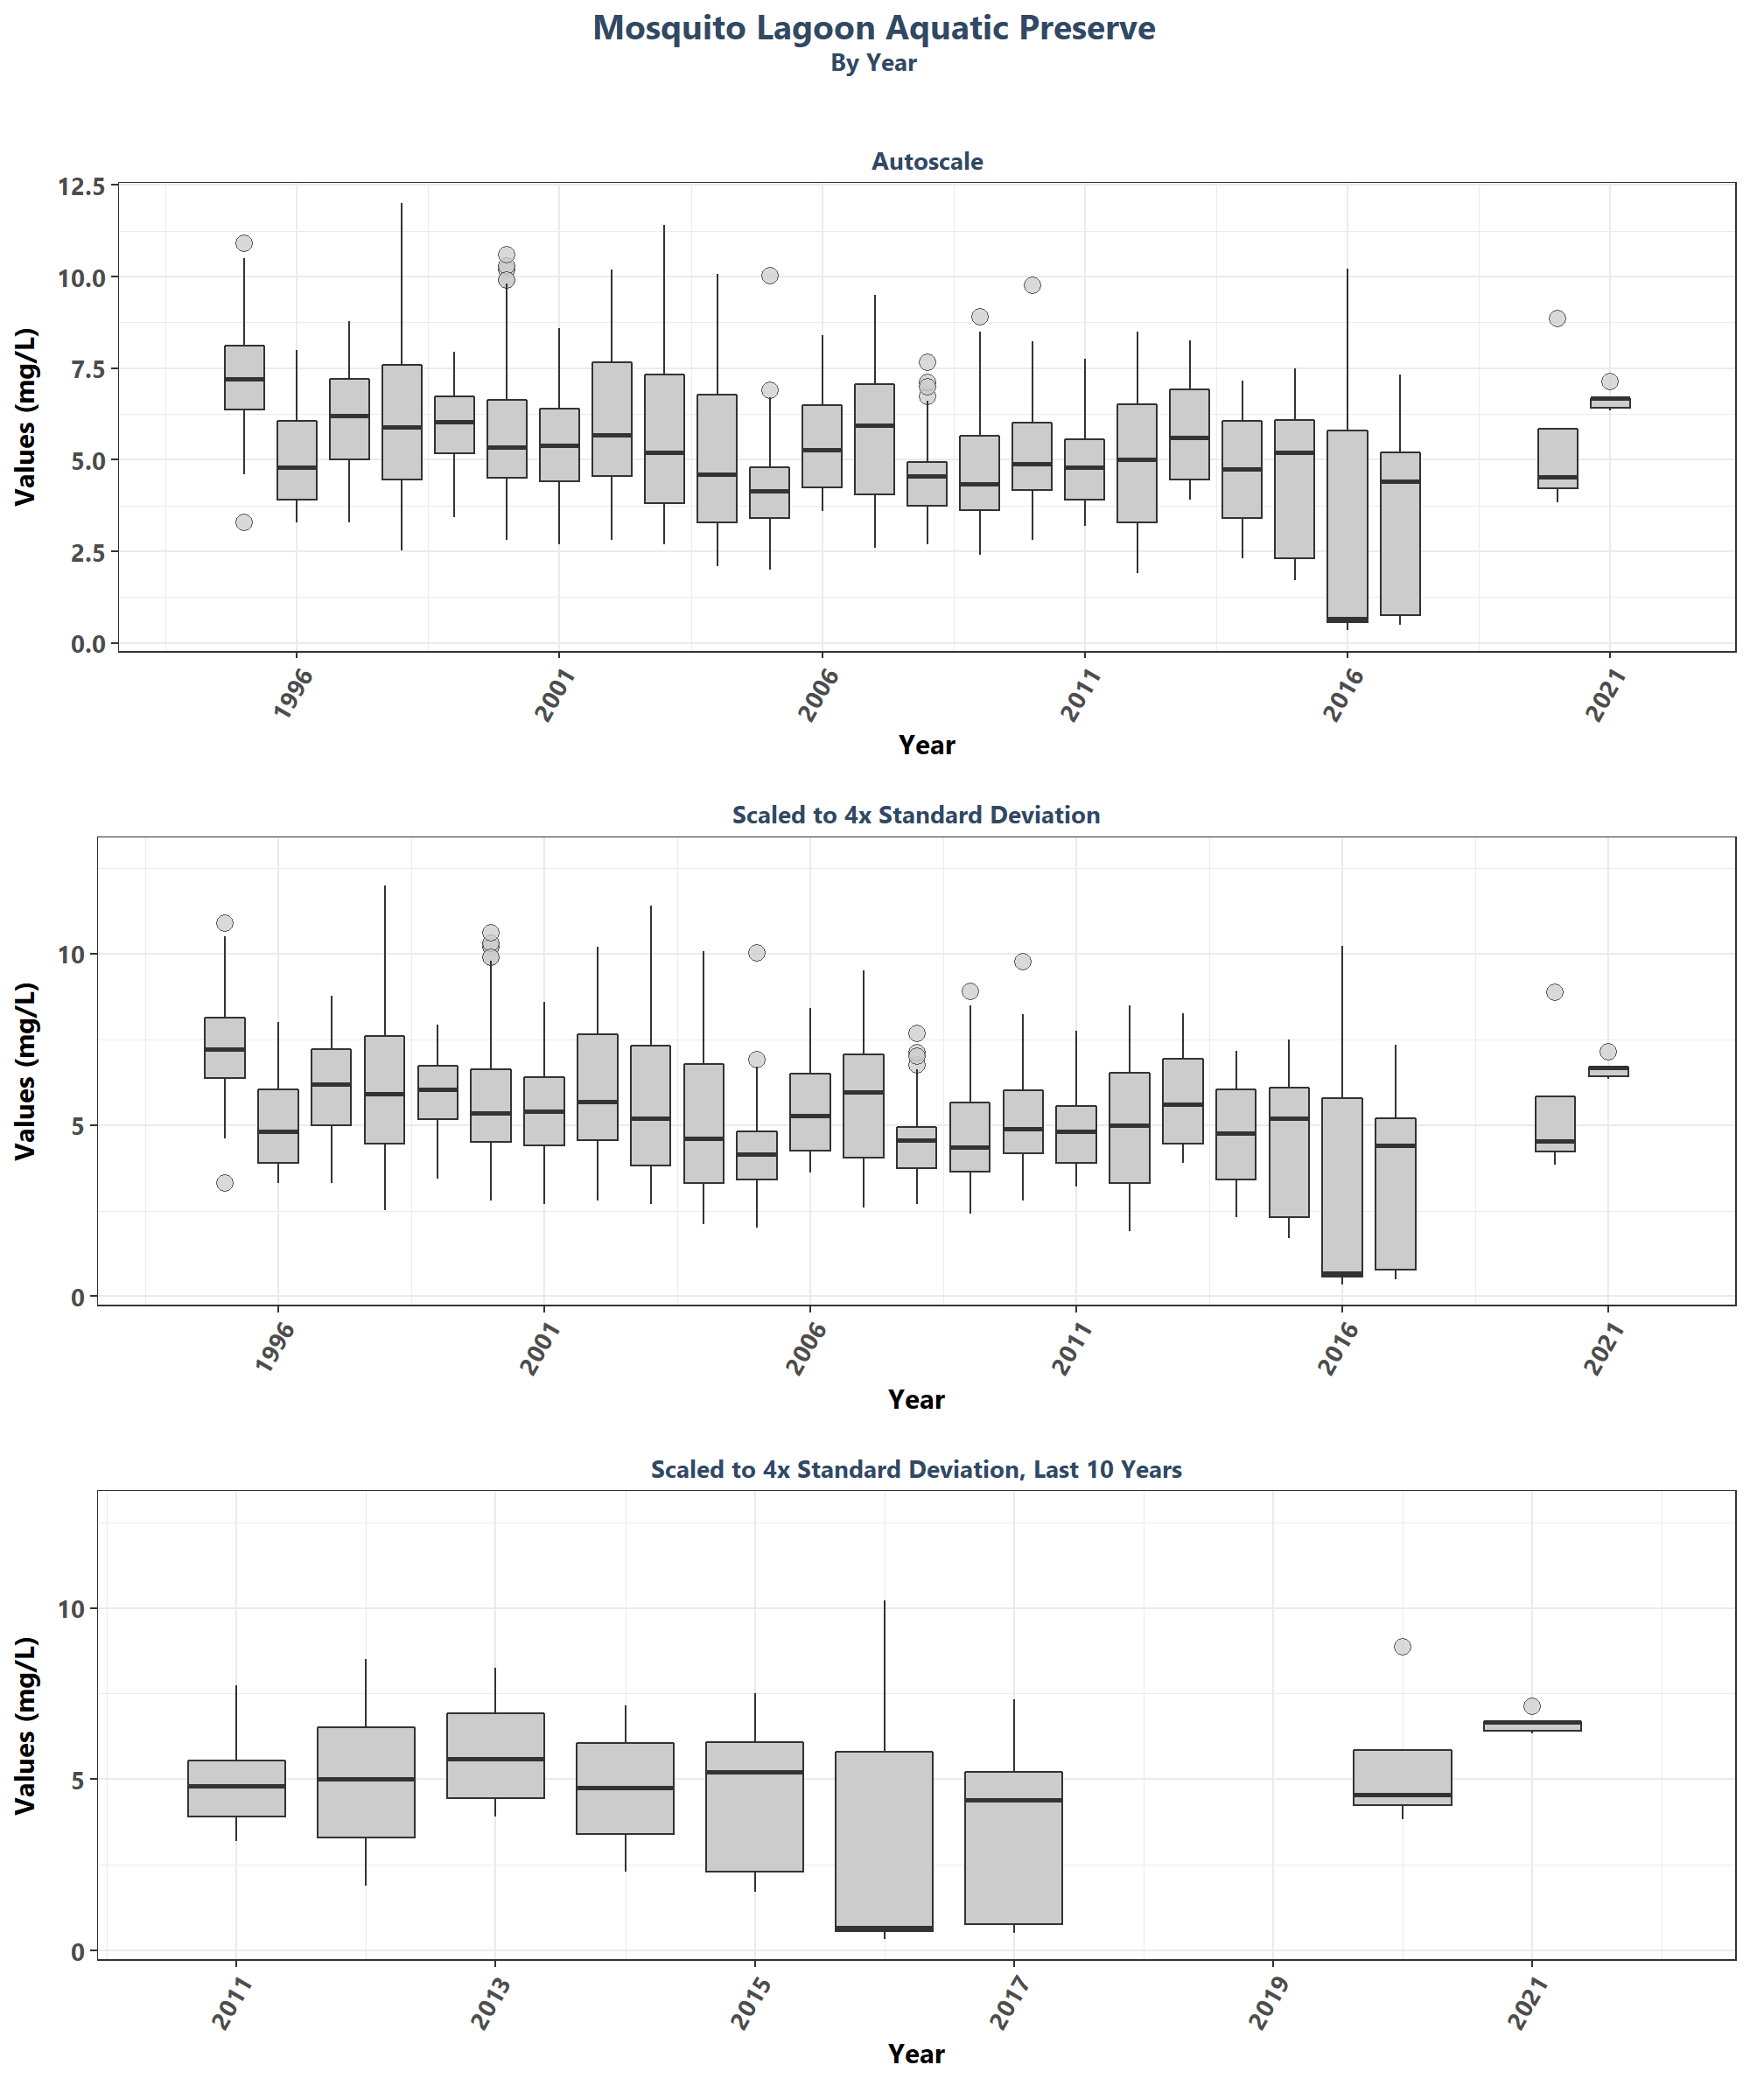 Mosquito Lagoon Aquatic Preserve
By Year
Autoscale
12.5
10.0
7.5
5.0
2.5
0.0
Values (mg/L)
1996
2001
2006
2011
2016
2021
Year
Scaled to 4x Standard Deviation
10
5
0
Values (mg/L)
1996
2001
2006
2011
2016
2021
Year
Scaled to 4x Standard Deviation, Last 10 Years
10
5
0
Values (mg/L)
2011
2013
2015
2017
2019
2021
Year